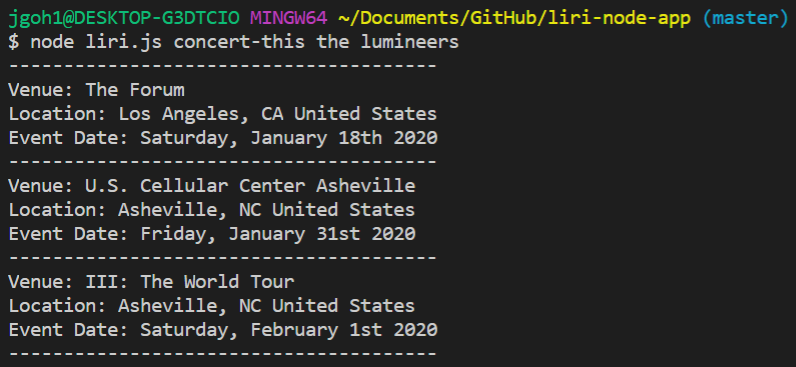 jgoh1@DESKTOP-G3DTCIO MINGW64 ~/Documents/GitHub/liri-node-app (master)
$ node liri.js concert-this the lumineers
---------------------------------------
Venue: The Forum
Location: Los Angeles, CA United States
Event Date: Saturday, January 18th 2020
---------------------------------------
Venue: U.S. Cellular Center Asheville
Location: Asheville, NC United States
Event Date: Friday, January 31st 2020
---------------------------------------
Venue: III: The World Tour
Location: Asheville, NC United States
Event Date: Saturday, February 1st 2020
---------------------------------------